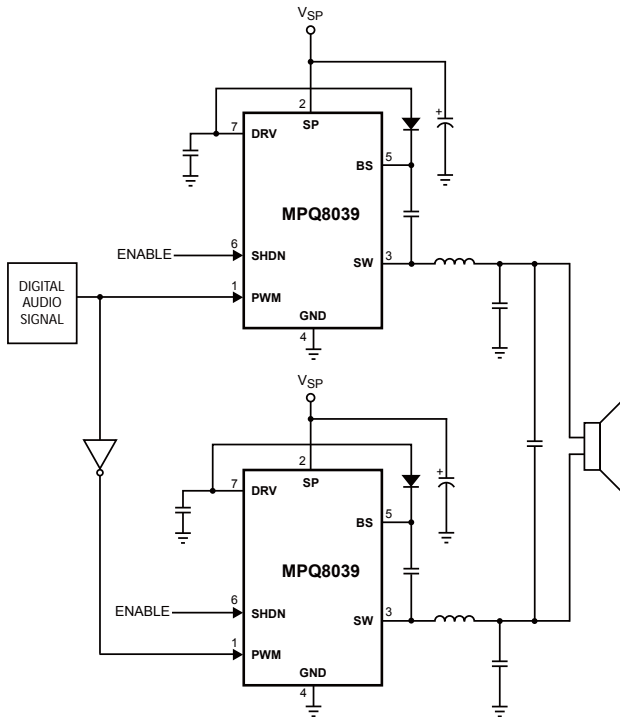 VSP
2
7
DRV
SP
+
5
BS
MPQ8039
ENABLE
6
SHDN
3
SW
DIGITAL
AUDIO
SIGNAL
1
PWM
GND
4
VSP
2
7
DRV
SP
+
5
BS
MPQ8039
ENABLE
6
SHDN
3
SW
1
PWM
GND
4